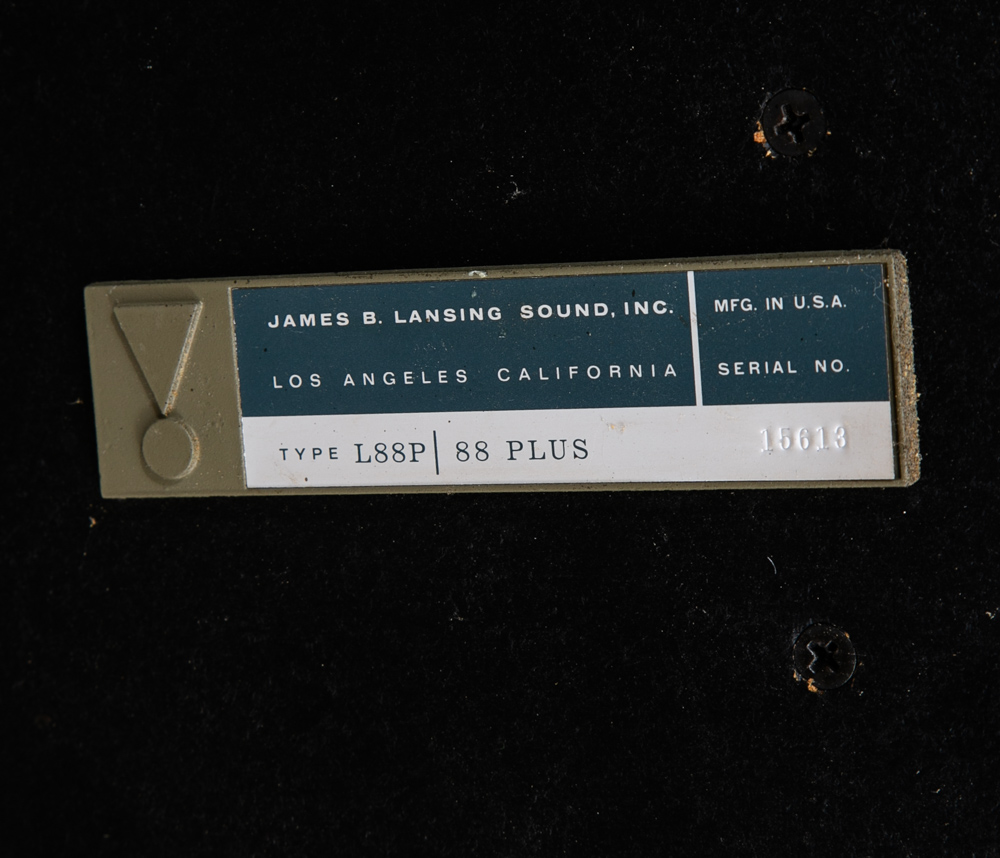 JAMES B. LANSING SOUND, INC.
LOS ANGELES CALIFORNIA
MFG. IN U.S.A.
SERIAL NO.
TYPE L88P | 88 PLUS
15613